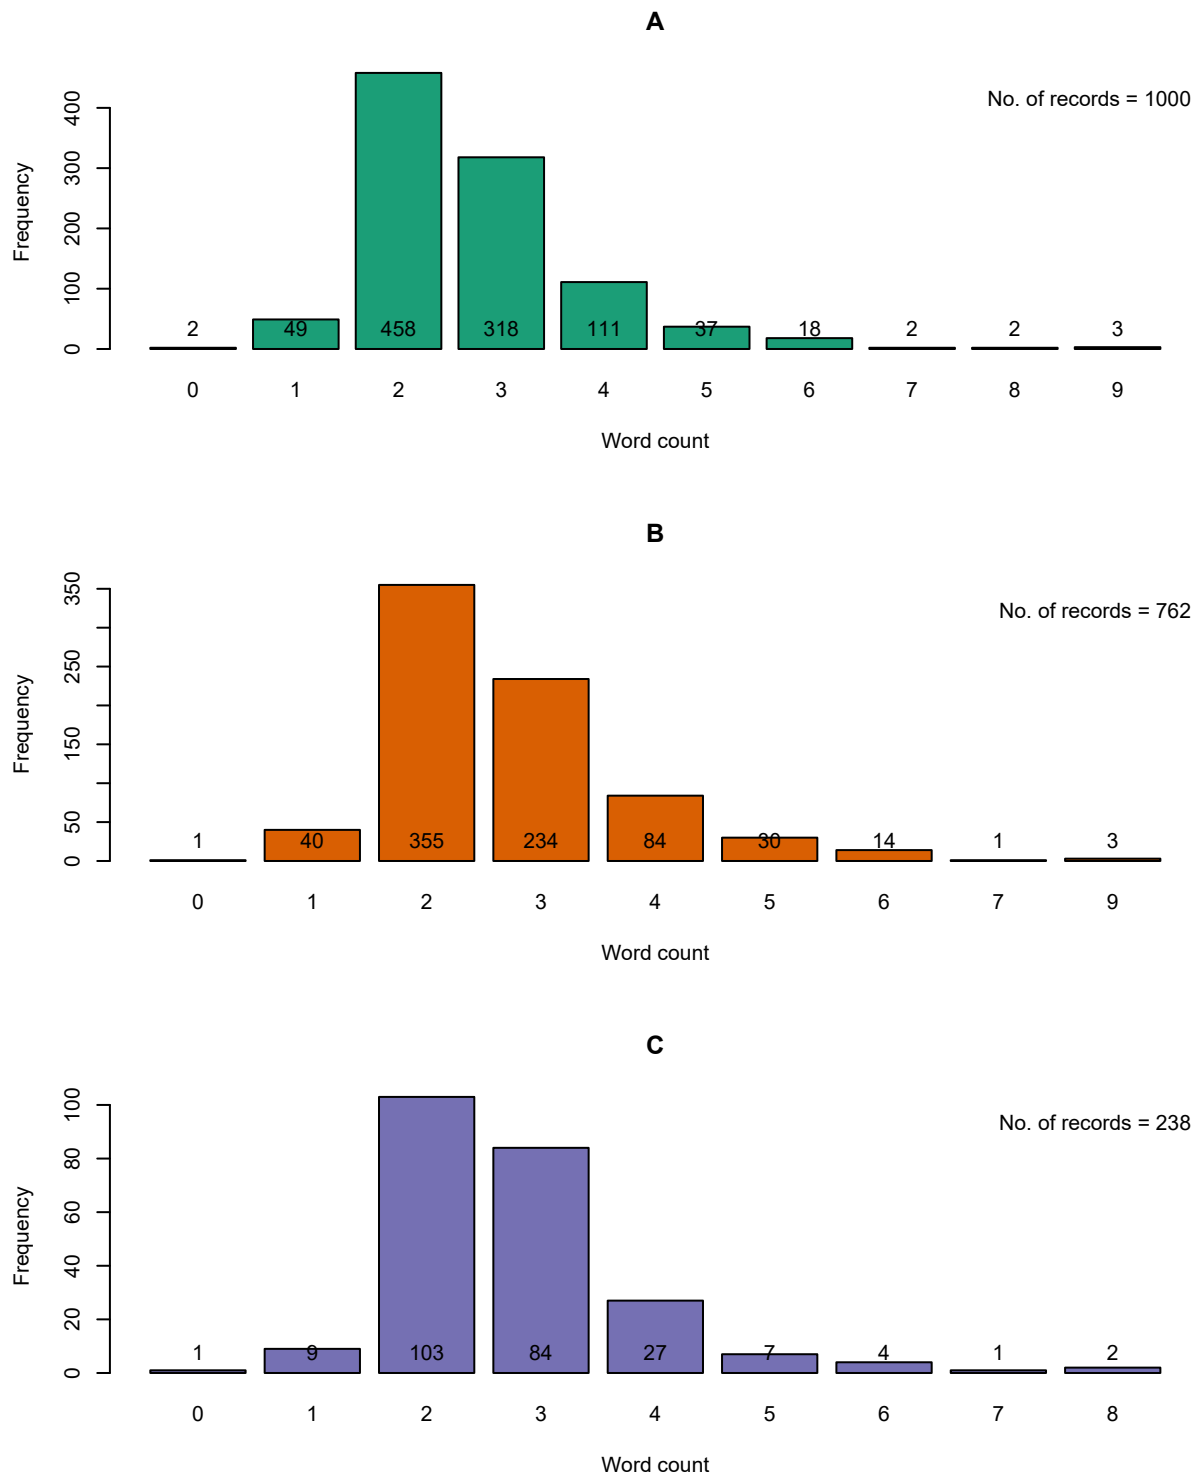 A
No. of records = 1000
Frequency
400
300
200
100
0
2 49 458 318 111 37 18 2 2 3
0 1 2 3 4 5 6 7 8 9
Word count
B
No. of records = 762
Frequency
350
250
150
50
0
1 40 355 234 84 30 14 1 3
0 1 2 3 4 5 6 7 9
Word count
C
No. of records = 238
Frequency
100
80
60
40
20
0
1 9 103 84 27 7 4 1 2
0 1 2 3 4 5 6 7 8
Word count